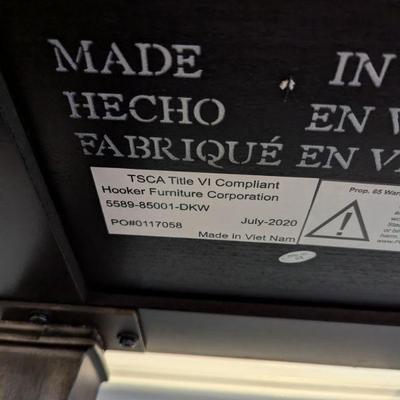 MADE IN
HECHO EN
FABRIQUÉ EN
TSCA Title VI Compliant
Hooker Furniture Corporation
5589-85001-DKW
PO#0117058 July-2020
Made in Viet Nam
Prop. 65